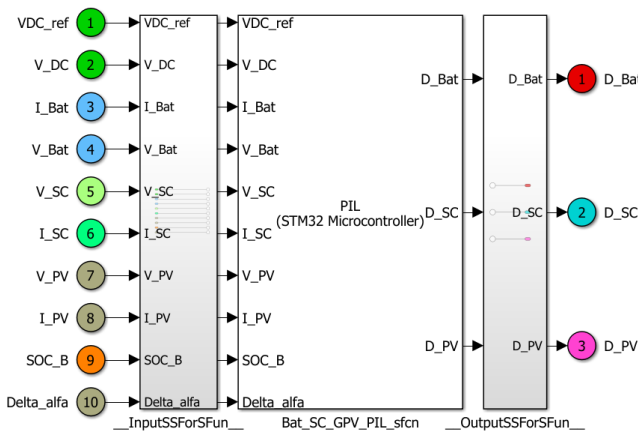 VDC_ref 1 VDC_ref VDC_ref
V_DC 2 V_DC V_DC
D_Bat D_Bat 1 D_Bat
I_Bat 3 I_Bat I_Bat
V_Bat 4 V_Bat V_Bat
V_SC 5 V_SC V_SC
PIL
(STM32 Microcontroller)
D_SC D_SC 2 D_SC
I_SC 6 I_SC I_SC
V_PV 7 V_PV V_PV
I_PV 8 I_PV I_PV
D_PV D_PV 3 D_PV
SOC_B 9 SOC_B SOC_B
Delta_alfa 10 Delta_alfa Delta_alfa
__InputSSForSFun__ Bat_SC_GPV_PIL_sfcn __OutputSSForSFun__